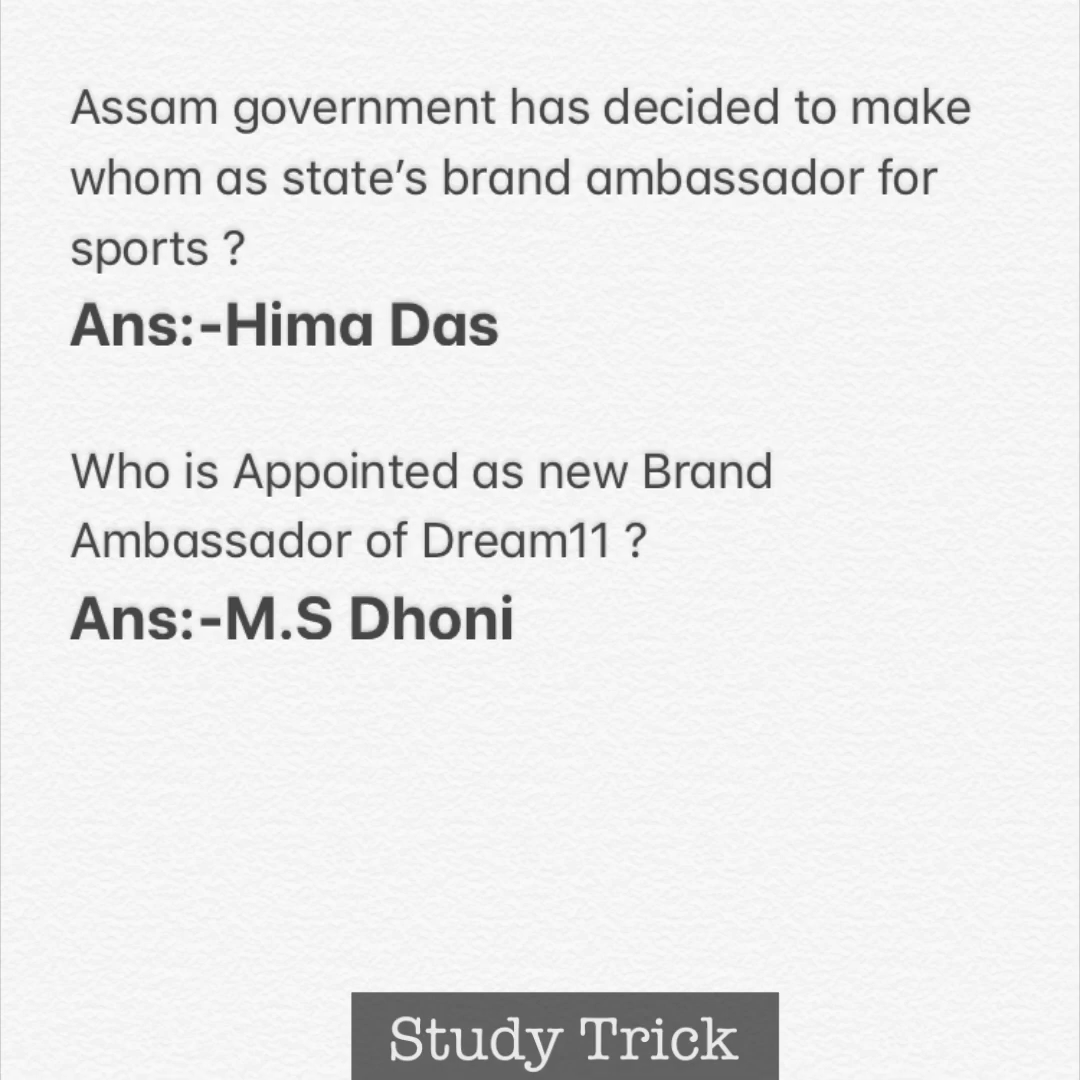 Assam government has decided to make
whom as state’s brand ambassador for
sports ?
Ans:-Hima Das
Who is Appointed as new Brand
Ambassador of Dream11 ?
Ans:-M.S Dhoni
Study Trick